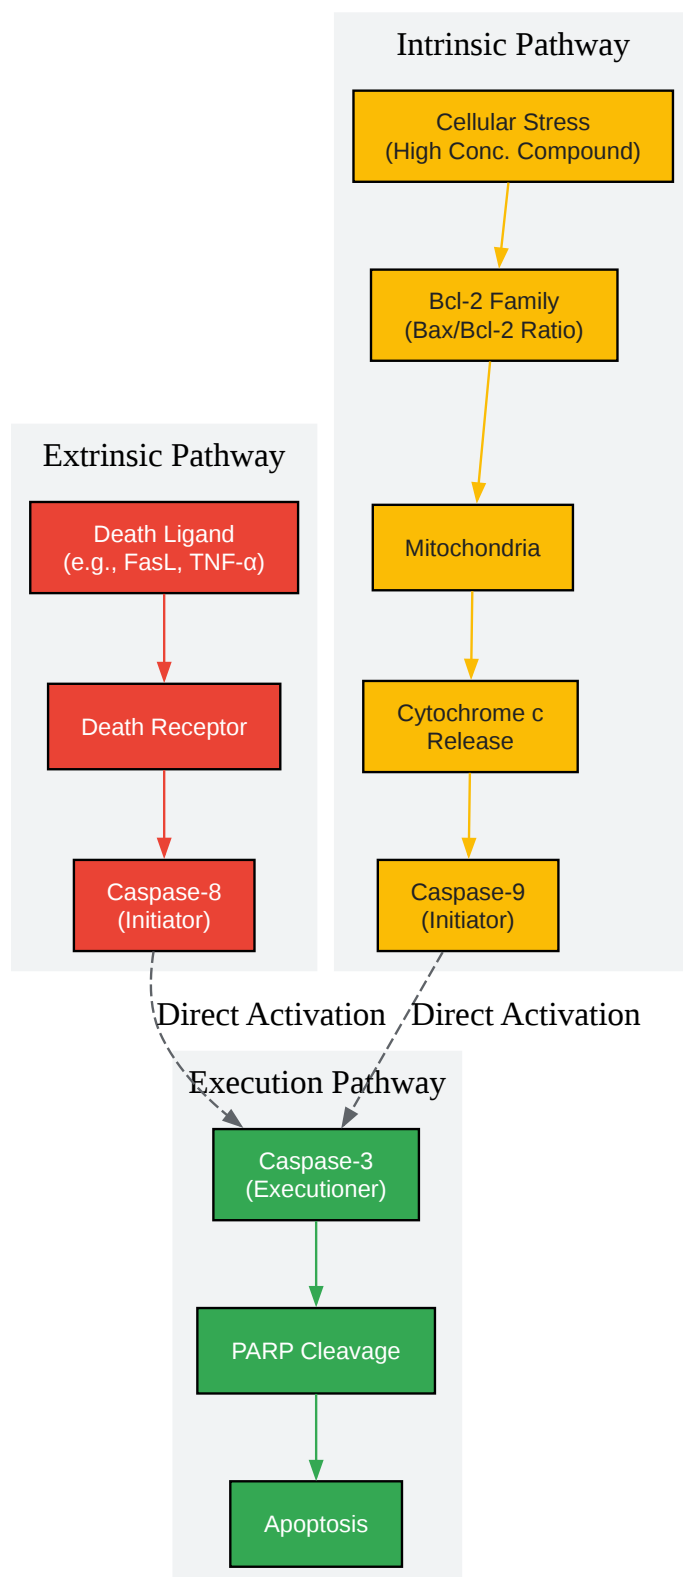 Intrinsic Pathway
Cellular Stress
(High Conc. Compound)
Bcl-2 Family
(Bax/Bcl-2 Ratio)
Mitochondria
Cytochrome c
Release
Caspase-9
(Initiator)
Extrinsic Pathway
Death Ligand
(e.g., FasL, TNF-α)
Death Receptor
Caspase-8
(Initiator)
Direct Activation
Direct Activation
Execution Pathway
Caspase-3
(Executioner)
PARP Cleavage
Apoptosis